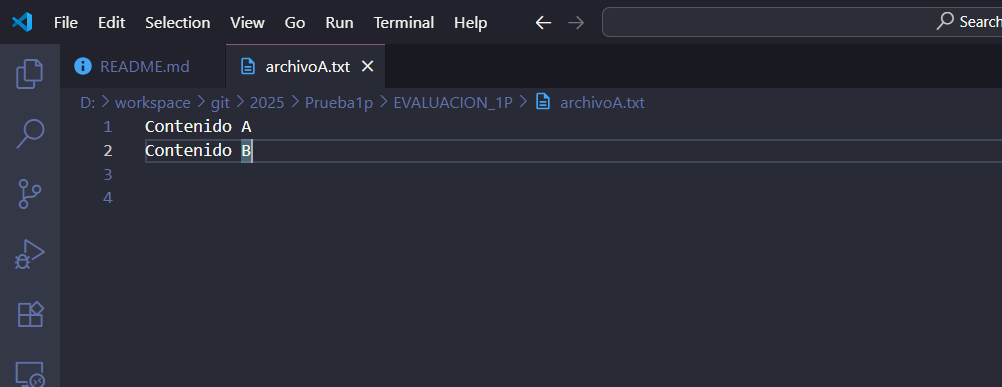 File Edit Selection View Go Run Terminal Help Search
README.md archivoA.txt
D: > workspace > git > 2025 > Prueba1p > EVALUACION_1P > archivoA.txt
1 Contenido A
2 Contenido B
3
4